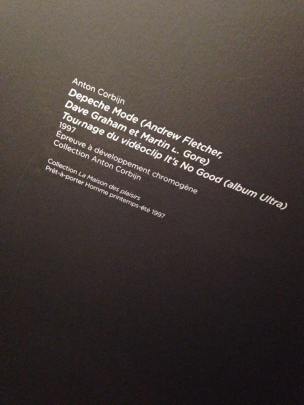 Anton Corbijn
Depeche Mode (Andrew Fletcher,
Dave Graham et Martin L. Gore)
Tournage du vidéoclip It's No Good (album Ultra)
1997
Épreuve à développement chromogène
Collection Anton Corbijn
Collection La Maison des plaisirs
Prêt-à-porter Homme printemps-été 1997